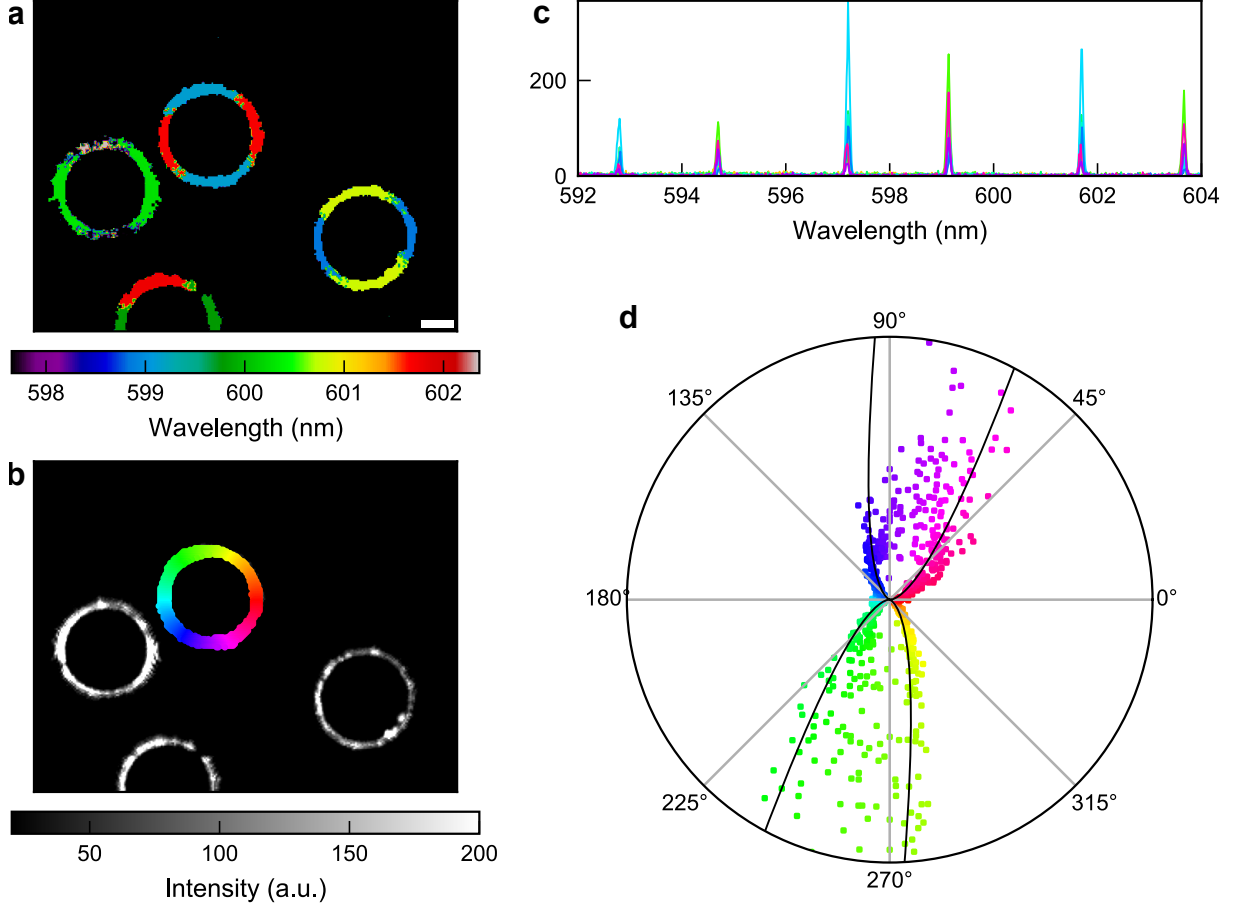 a
598 599 600 601 602
Wavelength (nm)
b
50 100 150 200
Intensity (a.u.)
c
200
0
592 594 596 598 600 602 604
Wavelength (nm)
d
90°
135° 45°
180° 0°
225° 315°
270°